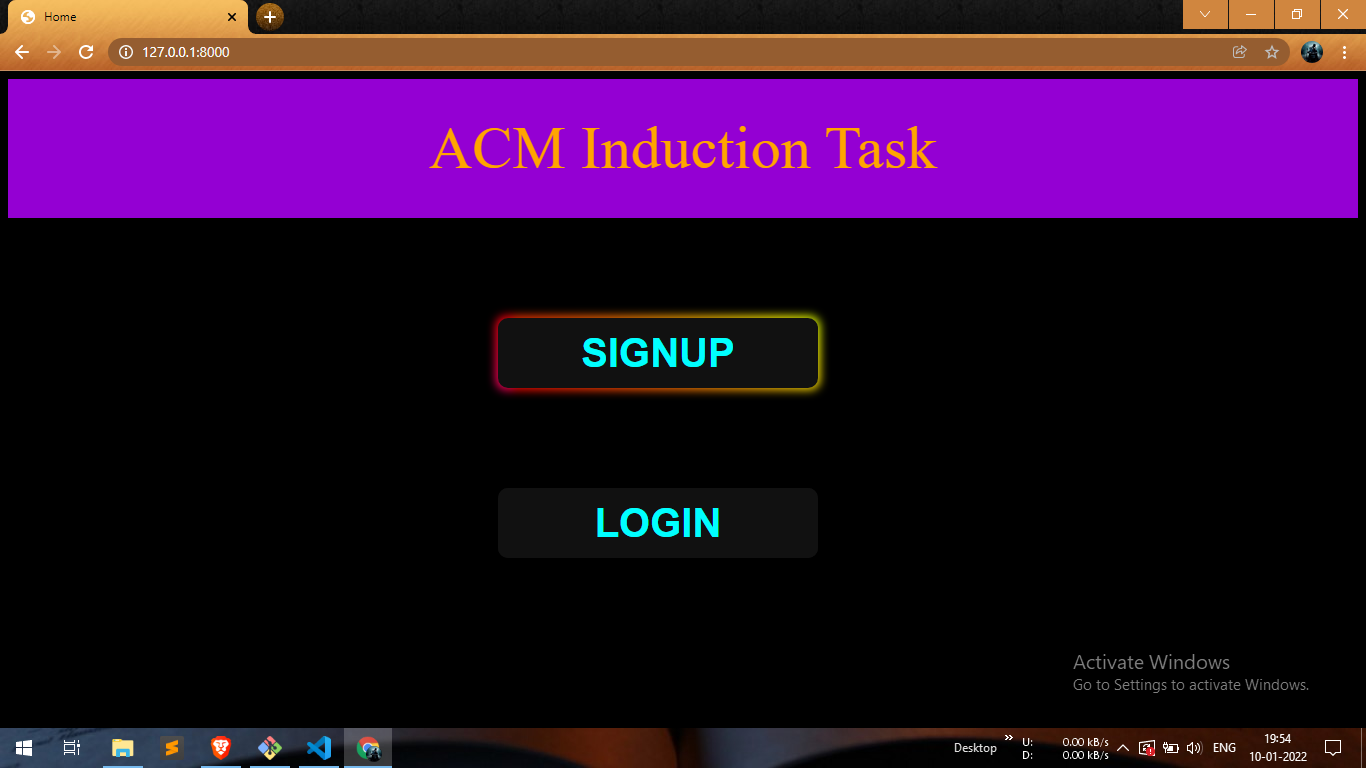 Home
127.0.0.1:8000
ACM Induction Task
SIGNUP
LOGIN
Activate Windows
Go to Settings to activate Windows.
Desktop
U: 0.00 kB/s
D: 0.00 kB/s
ENG
19:54
10-01-2022